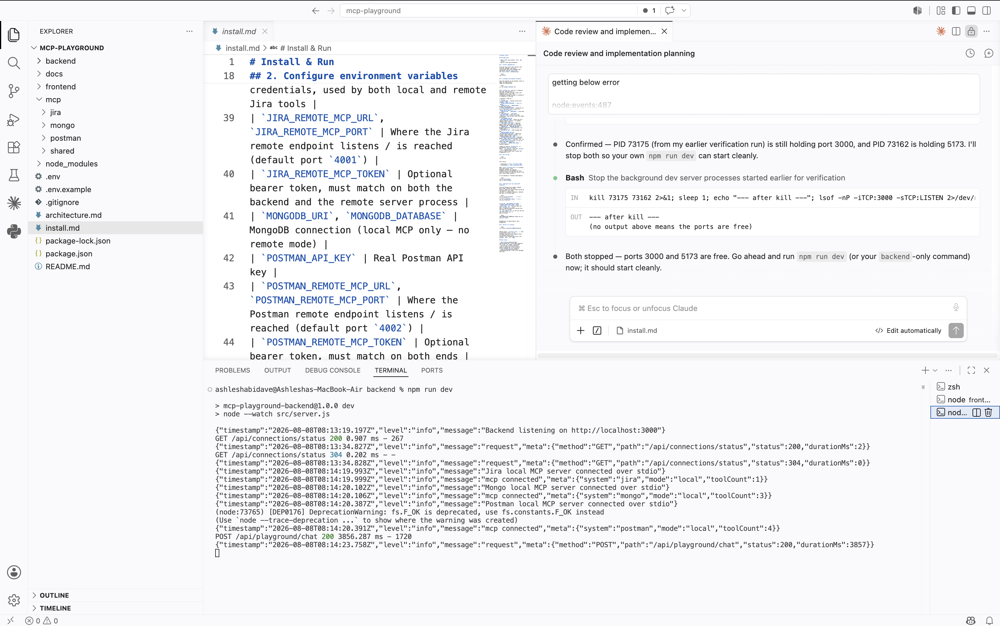 mcp-playground
1
EXPLORER
MCP-PLAYGROUND
backend
docs
frontend
mcp
jira
mongo
postman
shared
node_modules
.env
.env.example
.gitignore
architecture.md
install.md
package-lock.json
package.json
README.md
OUTLINE
TIMELINE
0 0
install.md
install.md > abc # Install & Run
1 # Install & Run
18 ## 2. Configure environment variables
credentials, used by both local and remote
Jira tools |
39 | `JIRA_REMOTE_MCP_URL`,
`JIRA_REMOTE_MCP_PORT` | Where the Jira
remote endpoint listens / is reached
(default port `4001`) |
40 | `JIRA_REMOTE_MCP_TOKEN` | Optional
bearer token, must match on both the
backend and the remote server process |
41 | `MONGODB_URI`, `MONGODB_DATABASE` |
MongoDB connection (local MCP only — no
remote mode) |
42 | `POSTMAN_API_KEY` | Real Postman API
key |
43 | `POSTMAN_REMOTE_MCP_URL`,
`POSTMAN_REMOTE_MCP_PORT` | Where the
Postman remote endpoint listens / is
reached (default port `4002`) |
44 | `POSTMAN_REMOTE_MCP_TOKEN` | Optional
bearer token, must match on both ends |
Code review and implemen...
Code review and implementation planning
getting below error
node:events:487
Confirmed — PID 73175 (from my earlier verification run) is still holding port 3000, and PID 73162 is holding 5173. I'll
stop both so your own npm run dev can start cleanly.
Bash Stop the background dev server processes started earlier for verification
IN kill 73175 73162 2>&1; sleep 1; echo "--- after kill ---"; lsof -nP -iTCP:3000 -sTCP:LISTEN 2>/dev/
OUT --- after kill ---
(no output above means the ports are free)
Both stopped — ports 3000 and 5173 are free. Go ahead and run npm run dev (or your backend-only command)
now; it should start cleanly.
⌘ Esc to focus or unfocus Claude
install.md
</> Edit automatically
PROBLEMS OUTPUT DEBUG CONSOLE TERMINAL PORTS
ashleshabidave@Ashleshas-MacBook-Air backend % npm run dev
> mcp-playground-backend@1.0.0 dev
> node --watch src/server.js
{"timestamp":"2026-08-08T08:13:19.197Z","level":"info","message":"Backend listening on http://localhost:3000"}
GET /api/connections/status 200 0.907 ms - 267
{"timestamp":"2026-08-08T08:13:34.827Z","level":"info","message":"request","meta":{"method":"GET","path":"/api/connections/status","status":200,"durationMs":2}}
GET /api/connections/status 304 0.202 ms - -
{"timestamp":"2026-08-08T08:13:34.828Z","level":"info","message":"request","meta":{"method":"GET","path":"/api/connections/status","status":304,"durationMs":0}}
{"timestamp":"2026-08-08T08:14:19.993Z","level":"info","message":"Jira local MCP server connected over stdio"}
{"timestamp":"2026-08-08T08:14:19.999Z","level":"info","message":"mcp connected","meta":{"system":"jira","mode":"local","toolCount":1}}
{"timestamp":"2026-08-08T08:14:20.102Z","level":"info","message":"Mongo local MCP server connected over stdio"}
{"timestamp":"2026-08-08T08:14:20.106Z","level":"info","message":"mcp connected","meta":{"system":"mongo","mode":"local","toolCount":3}}
{"timestamp":"2026-08-08T08:14:20.387Z","level":"info","message":"Postman local MCP server connected over stdio"}
(node:73765) [DEP0176] DeprecationWarning: fs.F_OK is deprecated, use fs.constants.F_OK instead
(Use `node --trace-deprecation ...` to show where the warning was created)
{"timestamp":"2026-08-08T08:14:20.391Z","level":"info","message":"mcp connected","meta":{"system":"postman","mode":"local","toolCount":4}}
POST /api/playground/chat 200 3856.287 ms - 1720
{"timestamp":"2026-08-08T08:14:23.758Z","level":"info","message":"request","meta":{"method":"POST","path":"/api/playground/chat","status":200,"durationMs":3857}}
zsh
node front...
nod...